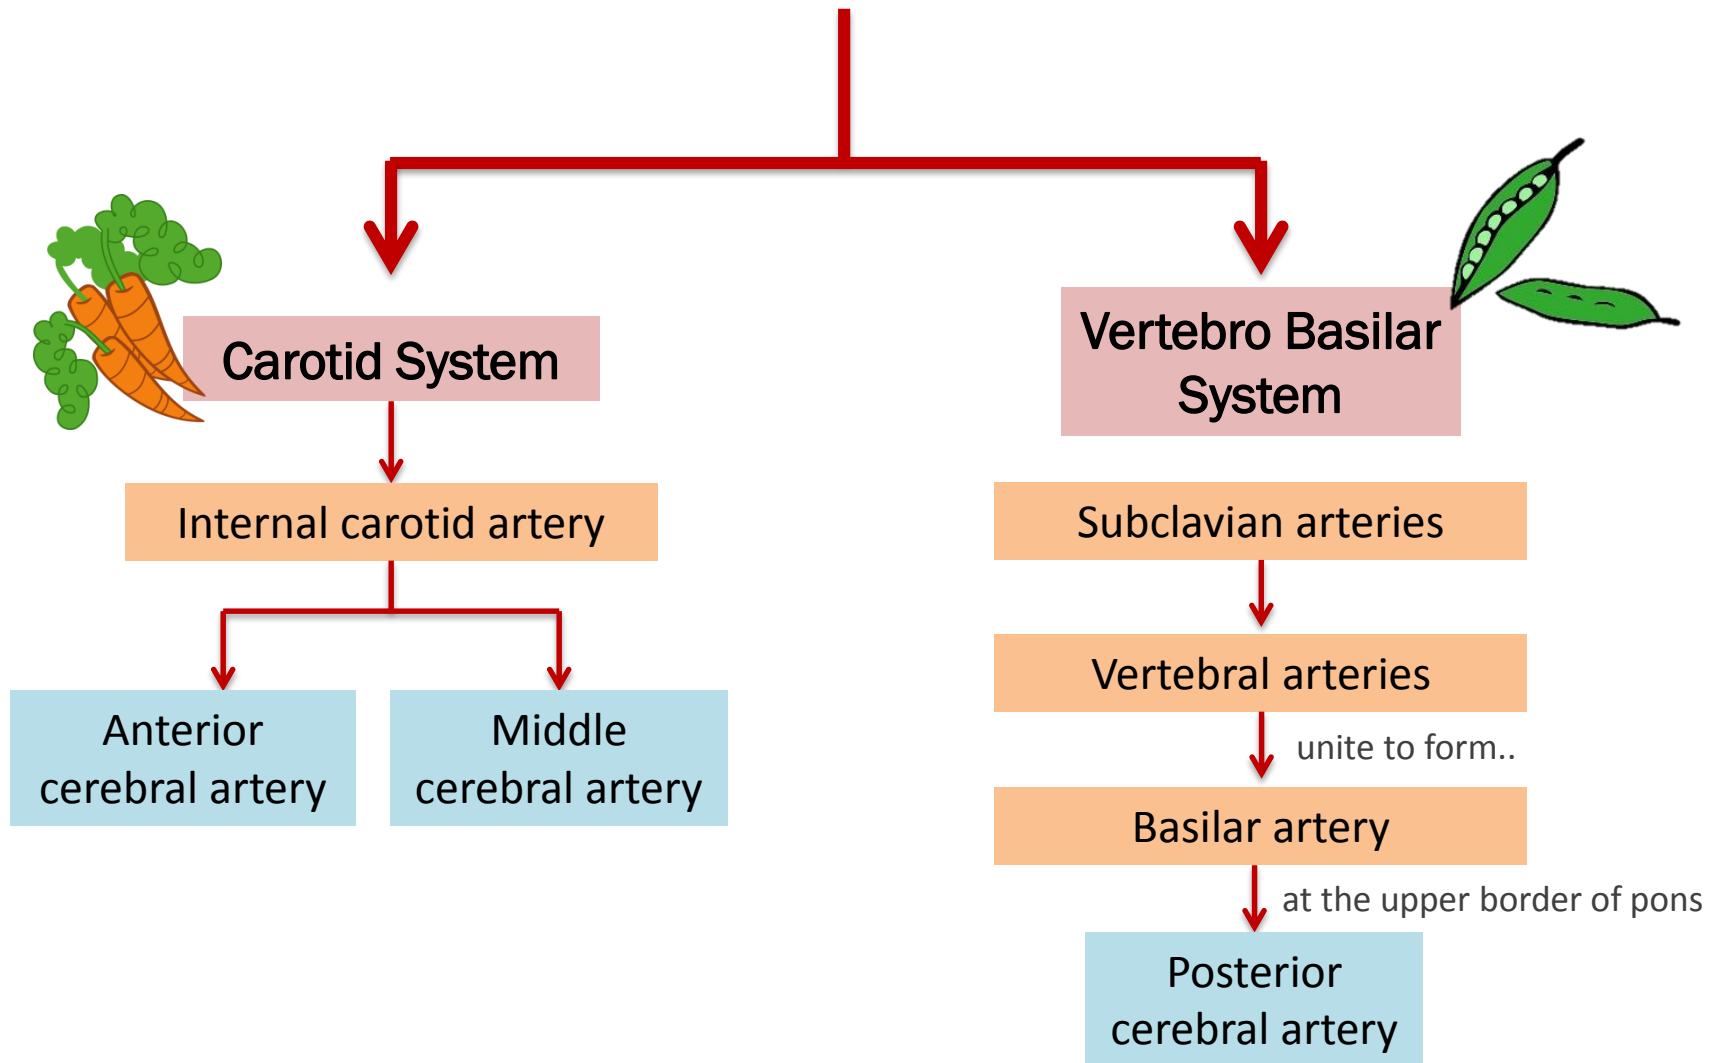 Carotid System
Internal carotid artery
Anterior
cerebral artery
Middle
cerebral artery
Vertebro Basilar
System
Subclavian arteries
Vertebral arteries
unite to form..
Basilar artery
at the upper border of pons
Posterior
cerebral artery